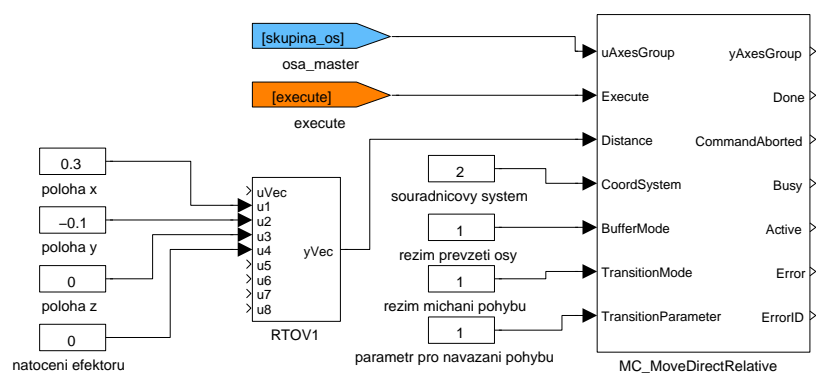 [skupina_os]
osa_master
[execute]
execute
0.3
poloha x
−0.1
poloha y
0
poloha z
0
natoceni efektoru
uVec
u1
u2
u3
u4
u5
u6
u7
u8
yVec
RTOV1
2
souradnicovy system
1
rezim prevzeti osy
1
rezim michani pohybu
1
parametr pro navazani pohybu
uAxesGroup
Execute
Distance
CoordSystem
BufferMode
TransitionMode
TransitionParameter
yAxesGroup
Done
CommandAborted
Busy
Active
Error
ErrorID
MC_MoveDirectRelative